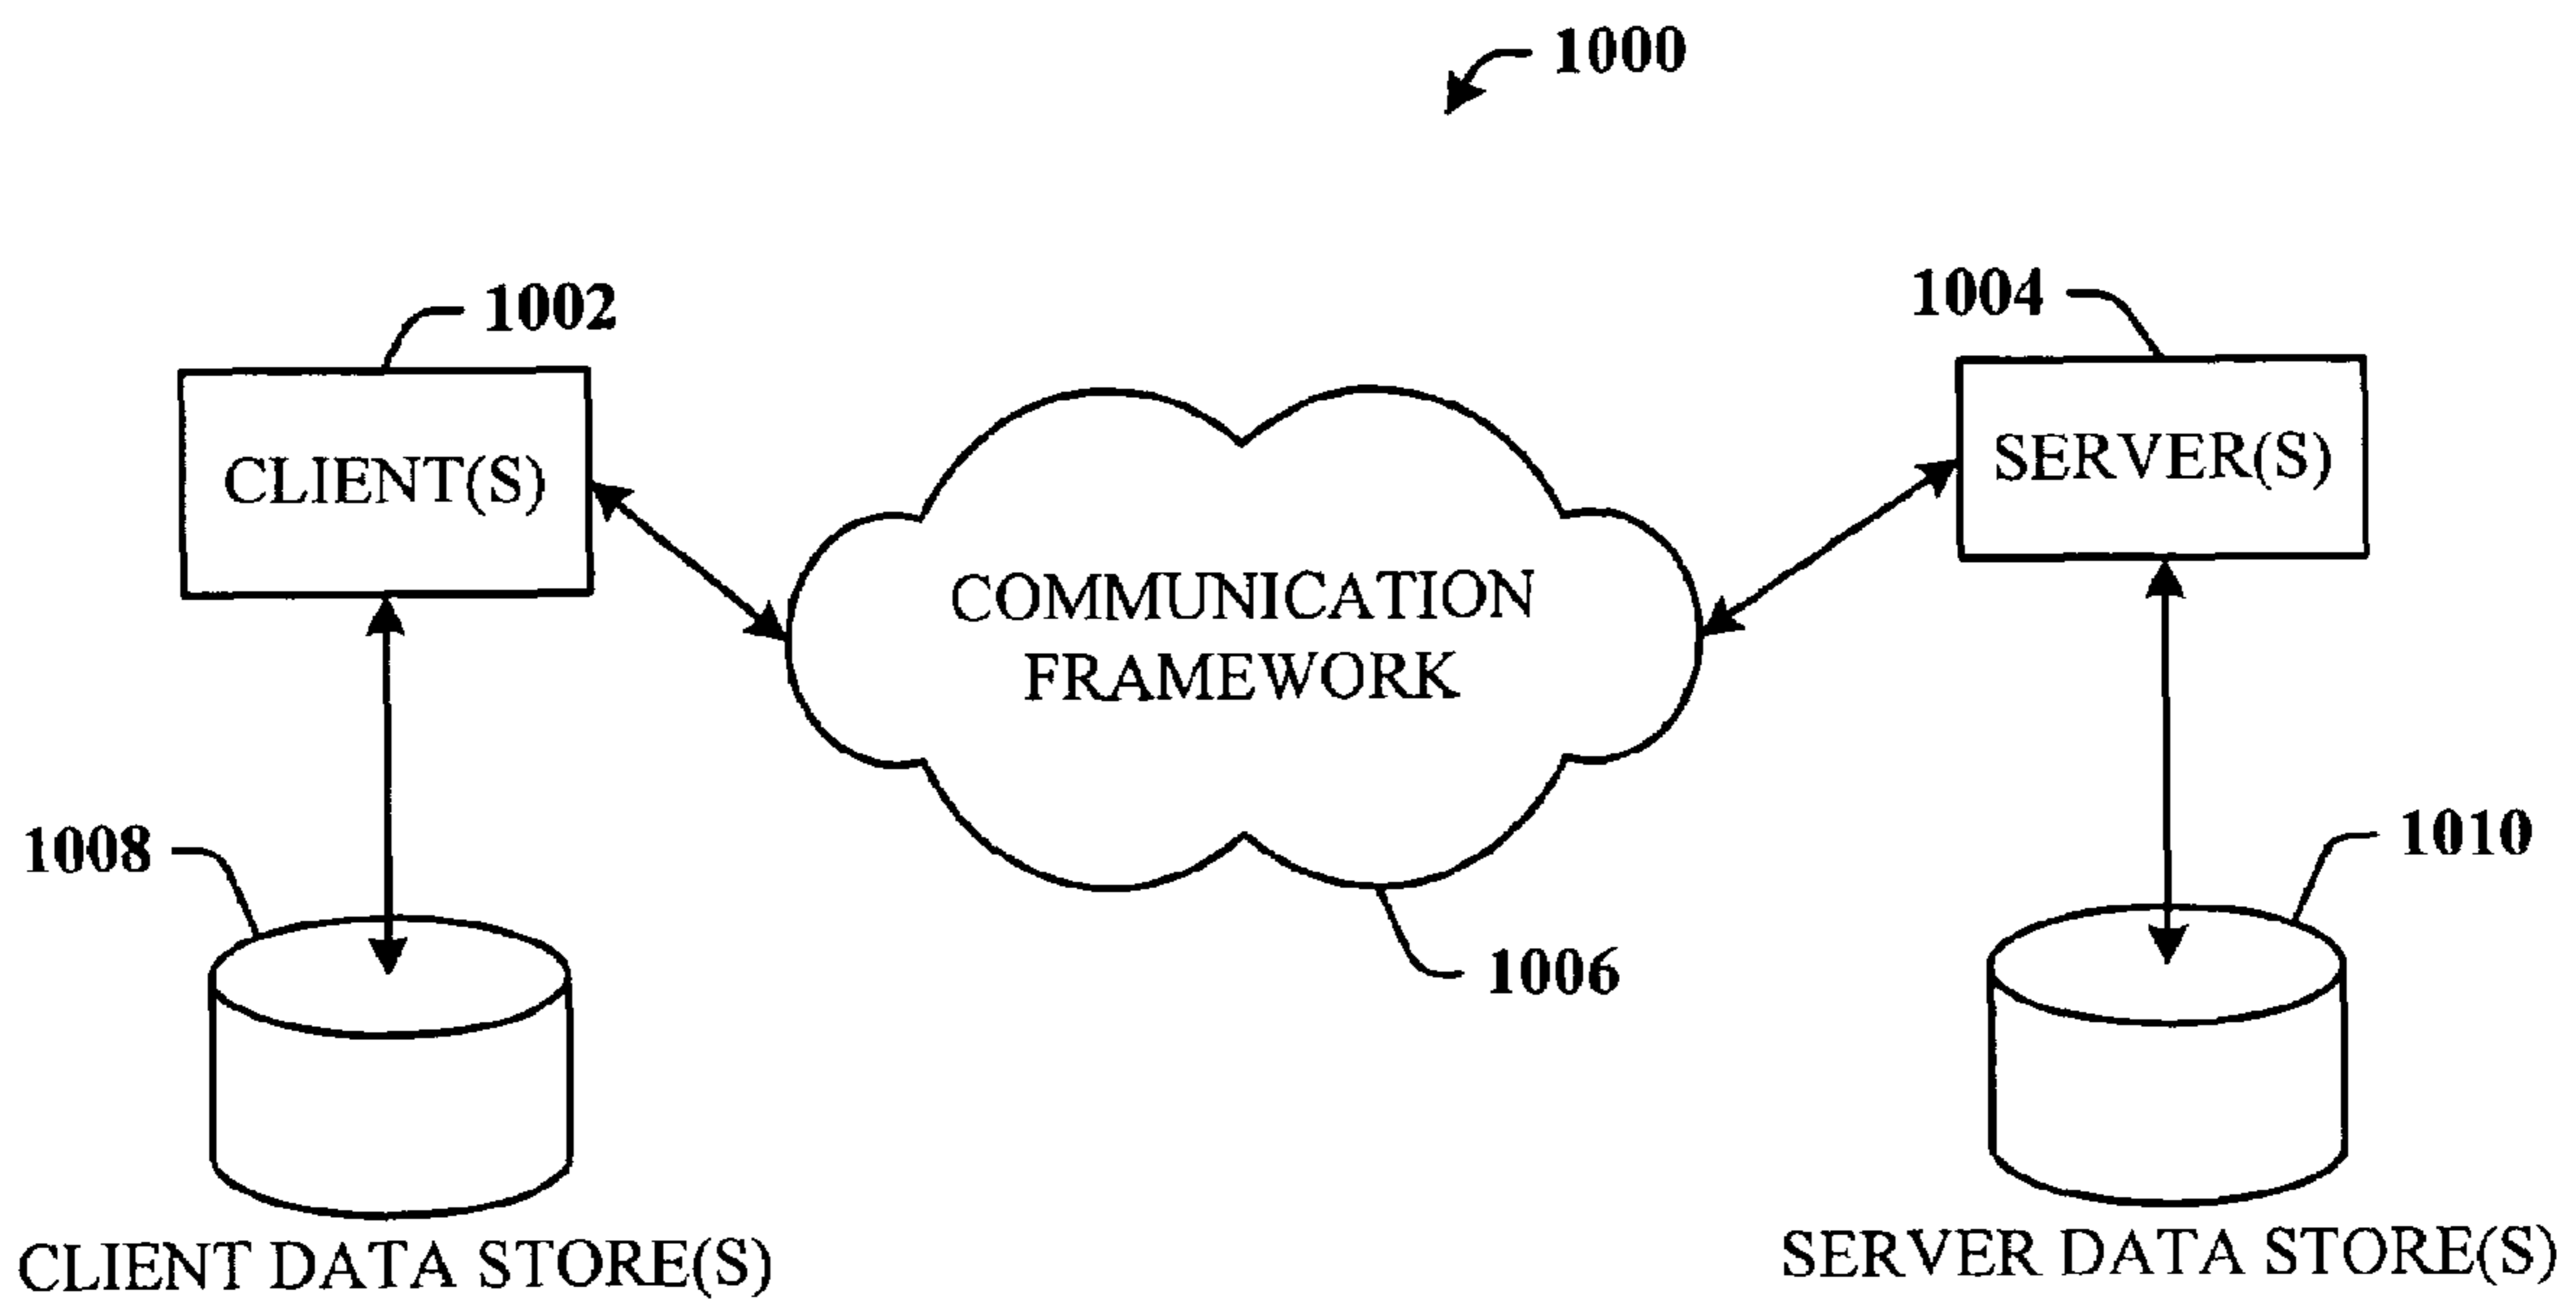 1000
1002
1004
CLIENT(S)
SERVER(S)
COMMUNICATION
FRAMEWORK
1008
1010
1006
CLIENT DATA STORE(S)
SERVER DATA STORE(S)